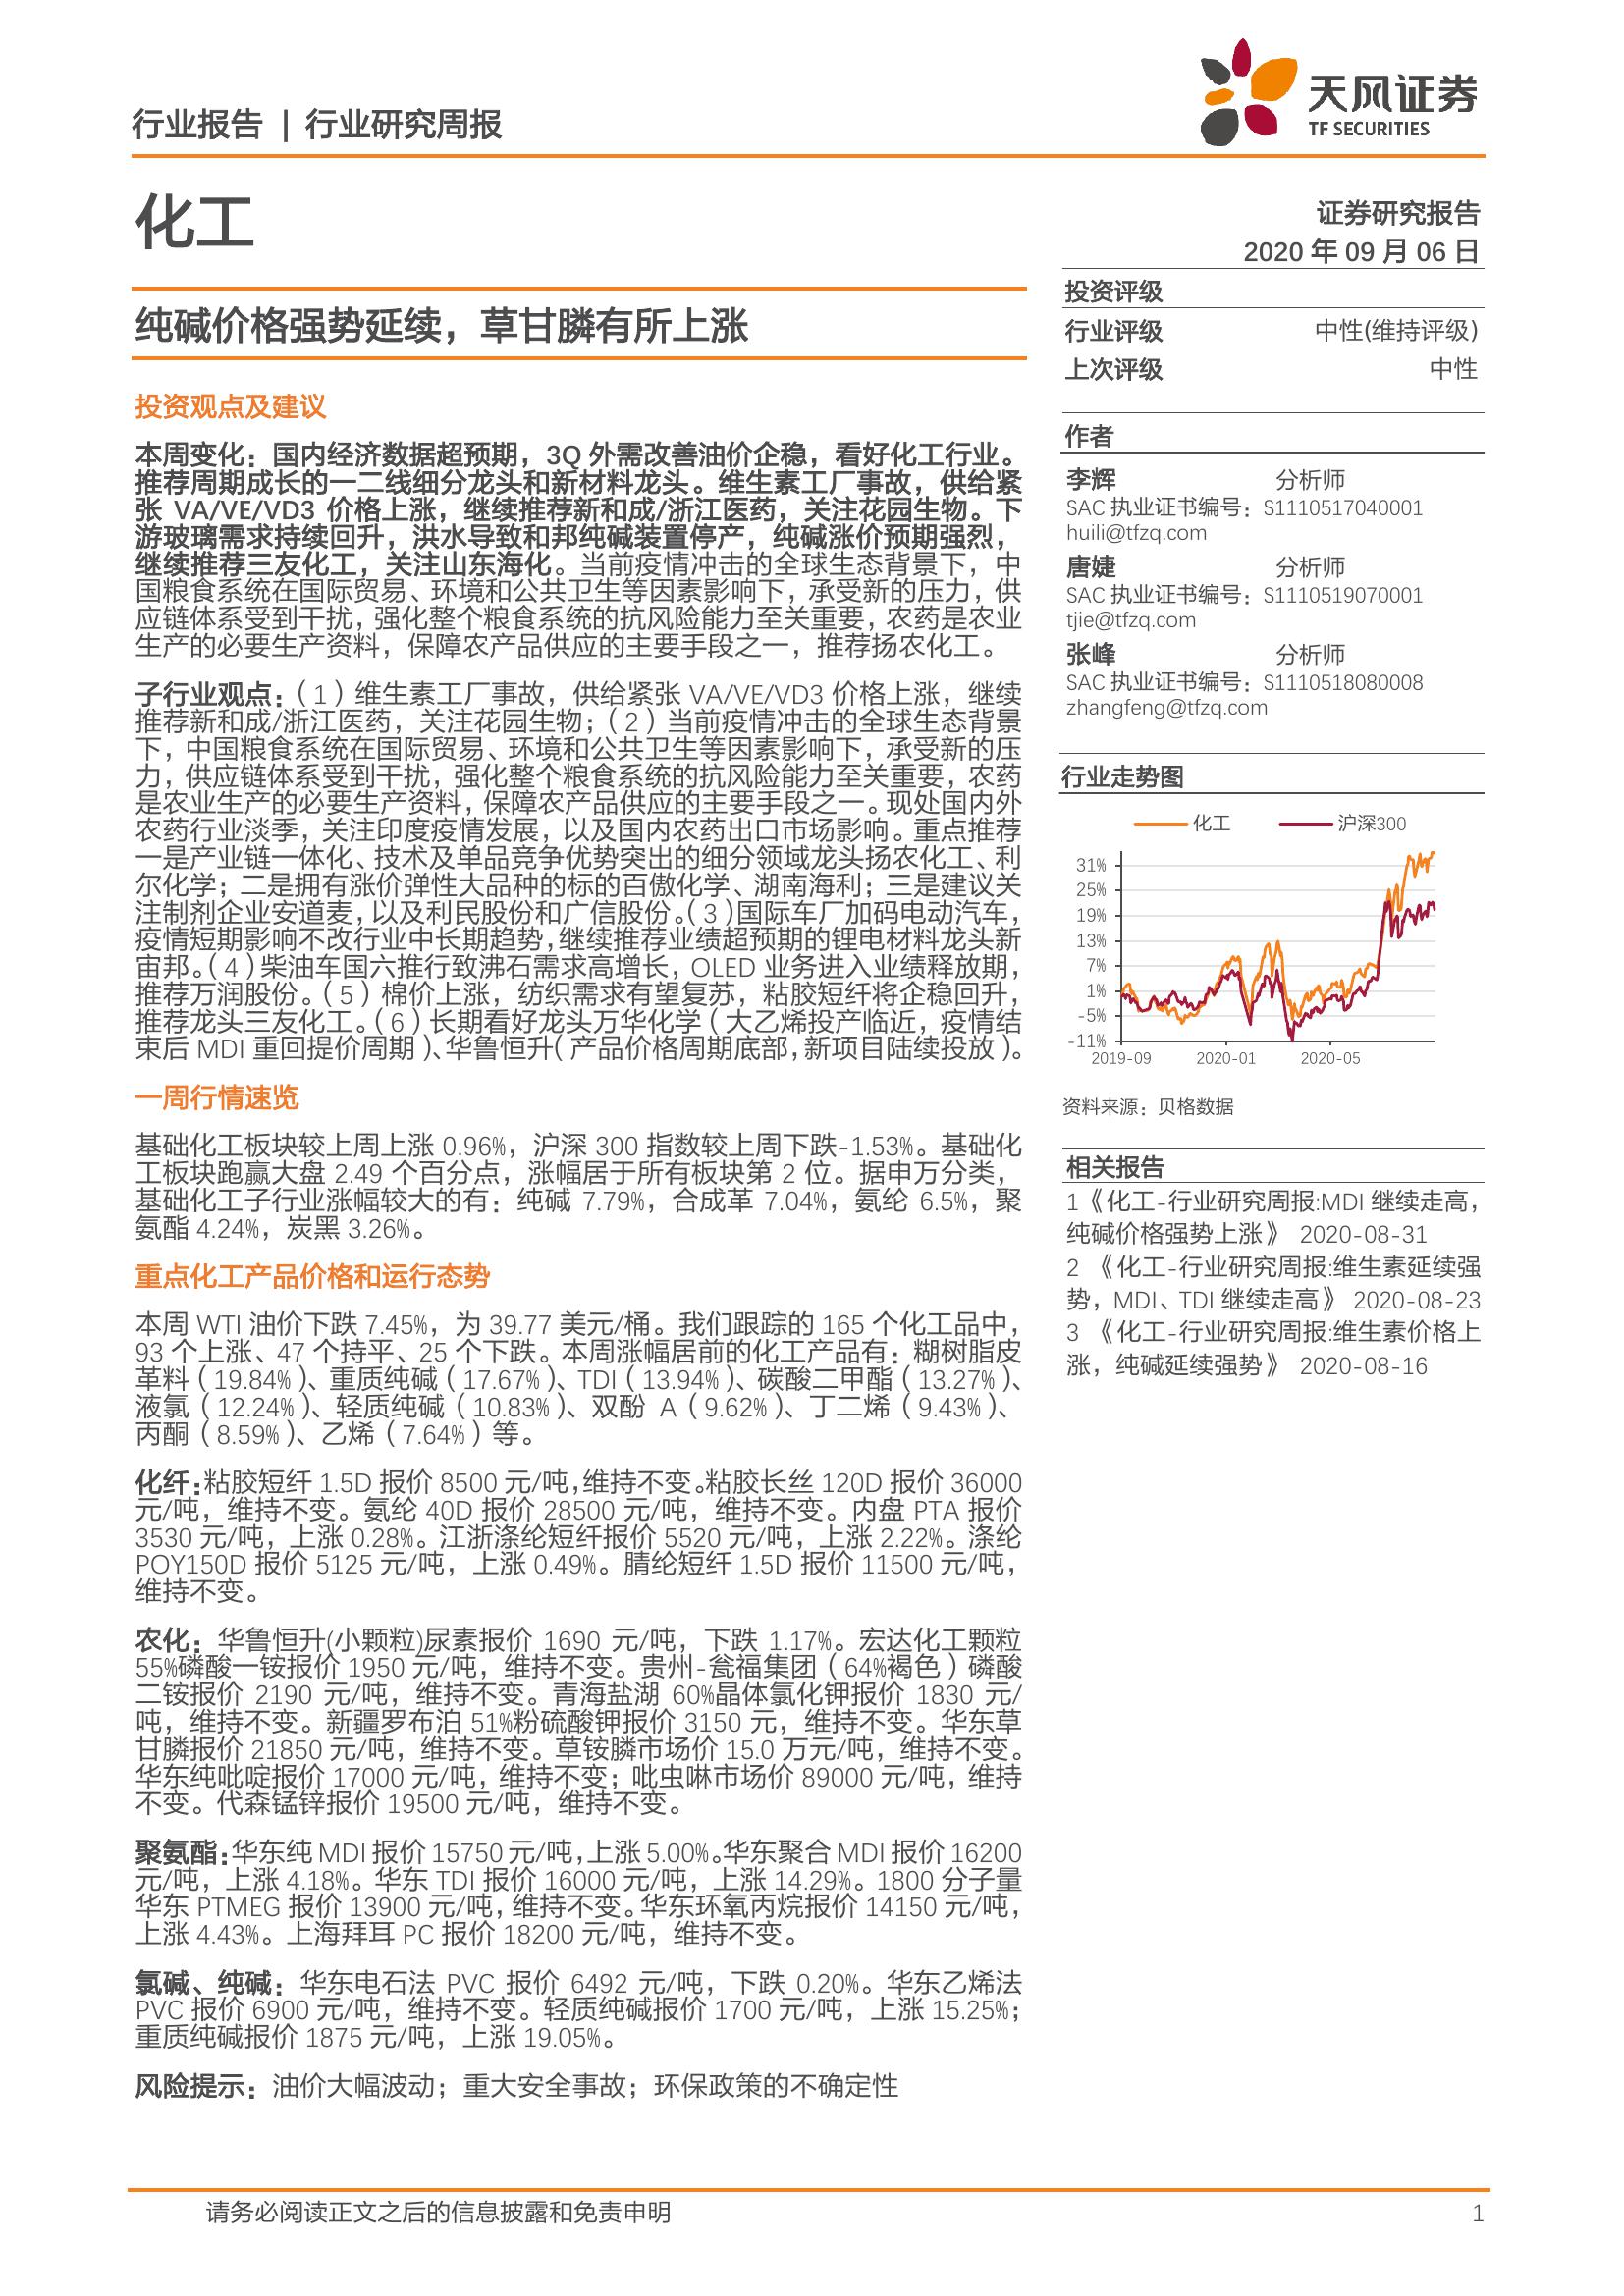 行业报告 | 行业研究周报
天风证券
TF SECURITIES
化工
证券研究报告
2020 年 09 月 06 日
纯碱价格强势延续，草甘膦有所上涨
投资观点及建议
本周变化：国内经济数据超预期，3Q 外需改善油价企稳，看好化工行业。
推荐周期成长的一二线细分龙头和新材料龙头。维生素工厂事故，供给紧
张 VA/VE/VD3 价格上涨，继续推荐新和成/浙江医药，关注花园生物。下
游玻璃需求持续回升，洪水导致和邦纯碱装置停产，纯碱涨价预期强烈，
继续推荐三友化工，关注山东海化。当前疫情冲击的全球生态背景下，中
国粮食系统在国际贸易、环境和公共卫生等因素影响下，承受新的压力，供
应链体系受到干扰，强化整个粮食系统的抗风险能力至关重要，农药是农业
生产的必要生产资料，保障农产品供应的主要手段之一，推荐扬农化工。
子行业观点：（1）维生素工厂事故，供给紧张 VA/VE/VD3 价格上涨，继续
推荐新和成/浙江医药，关注花园生物；（2）当前疫情冲击的全球生态背景
下，中国粮食系统在国际贸易、环境和公共卫生等因素影响下，承受新的压
力，供应链体系受到干扰，强化整个粮食系统的抗风险能力至关重要，农药
是农业生产的必要生产资料，保障农产品供应的主要手段之一。现处国内外
农药行业淡季，关注印度疫情发展，以及国内农药出口市场影响。重点推荐
一是产业链一体化、技术及单品竞争优势突出的细分领域龙头扬农化工、利
尔化学；二是拥有涨价弹性大品种的标的百傲化学、湖南海利；三是建议关
注制剂企业安道麦，以及利民股份和广信股份。（3）国际车厂加码电动汽车，
疫情短期影响不改行业中长期趋势，继续推荐业绩超预期的锂电材料龙头新
宙邦。（4）柴油车国六推行致沸石需求高增长，OLED 业务进入业绩释放期，
推荐万润股份。（5）棉价上涨，纺织需求有望复苏，粘胶短纤将企稳回升，
推荐龙头三友化工。（6）长期看好龙头万华化学（大乙烯投产临近，疫情结
束后 MDI 重回提价周期）、华鲁恒升（产品价格周期底部，新项目陆续投放）。
一周行情速览
基础化工板块较上周上涨 0.96%，沪深 300 指数较上周下跌-1.53%。基础化
工板块跑赢大盘 2.49 个百分点，涨幅居于所有板块第 2 位。据申万分类，
基础化工子行业涨幅较大的有：纯碱 7.79%，合成革 7.04%，氨纶 6.5%，聚
氨酯 4.24%，炭黑 3.26%。
重点化工产品价格和运行态势
本周 WTI 油价下跌 7.45%，为 39.77 美元/桶。我们跟踪的 165 个化工品中，
93 个上涨、47 个持平、25 个下跌。本周涨幅居前的化工产品有：糊树脂皮
革料（19.84%）、重质纯碱（17.67%）、TDI（13.94%）、碳酸二甲酯（13.27%）、
液氯（12.24%）、轻质纯碱（10.83%）、双酚 A（9.62%）、丁二烯（9.43%）、
丙酮（8.59%）、乙烯（7.64%）等。
化纤：粘胶短纤 1.5D 报价 8500 元/吨，维持不变。粘胶长丝 120D 报价 36000
元/吨，维持不变。氨纶 40D 报价 28500 元/吨，维持不变。内盘 PTA 报价
3530 元/吨，上涨 0.28%。江浙涤纶短纤报价 5520 元/吨，上涨 2.22%。涤纶
POY150D 报价 5125 元/吨，上涨 0.49%。腈纶短纤 1.5D 报价 11500 元/吨，
维持不变。
农化：华鲁恒升(小颗粒)尿素报价 1690 元/吨，下跌 1.17%。宏达化工颗粒
55%磷酸一铵报价 1950 元/吨，维持不变。贵州-瓮福集团（64%褐色）磷酸
二铵报价 2190 元/吨，维持不变。青海盐湖 60%晶体氯化钾报价 1830 元/
吨，维持不变。新疆罗布泊 51%粉硫酸钾报价 3150 元，维持不变。华东草
甘膦报价 21850 元/吨，维持不变。草铵膦市场价 15.0 万元/吨，维持不变。
华东纯吡啶报价 17000 元/吨，维持不变；吡虫啉市场价 89000 元/吨，维持
不变。代森锰锌报价 19500 元/吨，维持不变。
聚氨酯：华东纯 MDI 报价 15750 元/吨，上涨 5.00%。华东聚合 MDI 报价 16200
元/吨，上涨 4.18%。华东 TDI 报价 16000 元/吨，上涨 14.29%。1800 分子量
华东 PTMEG 报价 13900 元/吨，维持不变。华东环氧丙烷报价 14150 元/吨，
上涨 4.43%。上海拜耳 PC 报价 18200 元/吨，维持不变。
氯碱、纯碱：华东电石法 PVC 报价 6492 元/吨，下跌 0.20%。华东乙烯法
PVC 报价 6900 元/吨，维持不变。轻质纯碱报价 1700 元/吨，上涨 15.25%；
重质纯碱报价 1875 元/吨，上涨 19.05%。
风险提示：油价大幅波动；重大安全事故；环保政策的不确定性
投资评级
行业评级 中性(维持评级)
上次评级 中性
作者
李辉 分析师
SAC 执业证书编号：S1110517040001
huili@tfzq.com
唐婕 分析师
SAC 执业证书编号：S1110519070001
tjie@tfzq.com
张峰 分析师
SAC 执业证书编号：S1110518080008
zhangfeng@tfzq.com
行业走势图
化工 沪深300
31%
25%
19%
13%
7%
1%
-5%
-11%
2019-09 2020-01 2020-05
资料来源：贝格数据
相关报告
1《化工-行业研究周报:MDI 继续走高，
纯碱价格强势上涨》 2020-08-31
2 《化工-行业研究周报:维生素延续强
势，MDI、TDI 继续走高》 2020-08-23
3 《化工-行业研究周报:维生素价格上
涨，纯碱延续强势》 2020-08-16
请务必阅读正文之后的信息披露和免责申明 1